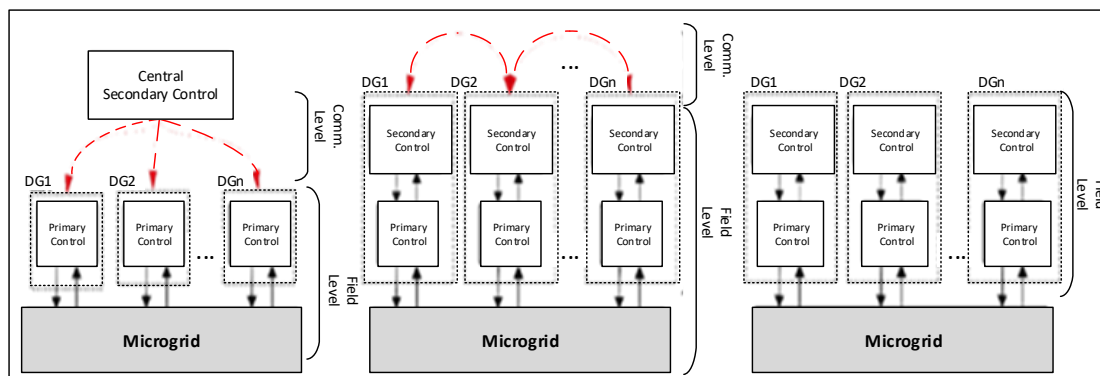 Central
Secondary Control
Comm.
Level
DG1
DG2
DGn
Primary
Control
Primary
Control
...
Primary
Control
Field
Level
Microgrid
...
Comm.
Level
DG1
DG2
DGn
Secondary
Control
Secondary
Control
Secondary
Control
Primary
Control
Primary
Control
...
Primary
Control
Field
Level
Microgrid
DG1
DG2
...
DGn
Secondary
Control
Secondary
Control
Secondary
Control
Primary
Control
Primary
Control
...
Primary
Control
Field
Level
Microgrid